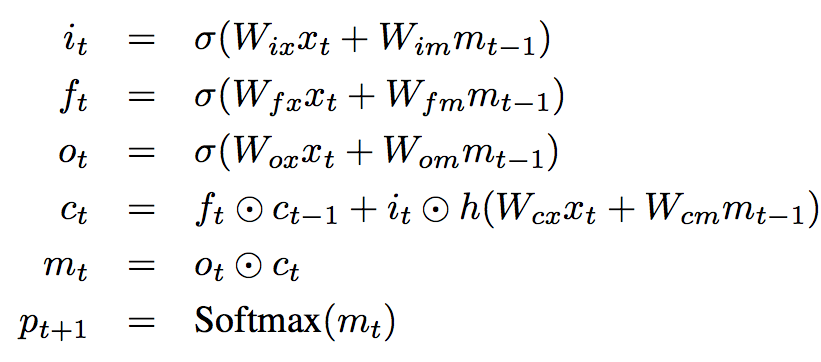 i_t = σ(W_{ix}x_t + W_{im}m_{t−1})
f_t = σ(W_{fx}x_t + W_{fm}m_{t−1})
o_t = σ(W_{ox}x_t + W_{om}m_{t−1})
c_t = f_t ⊙ c_{t−1} + i_t ⊙ h(W_{cx}x_t + W_{cm}m_{t−1})
m_t = o_t ⊙ c_t
p_{t+1} = Softmax(m_t)